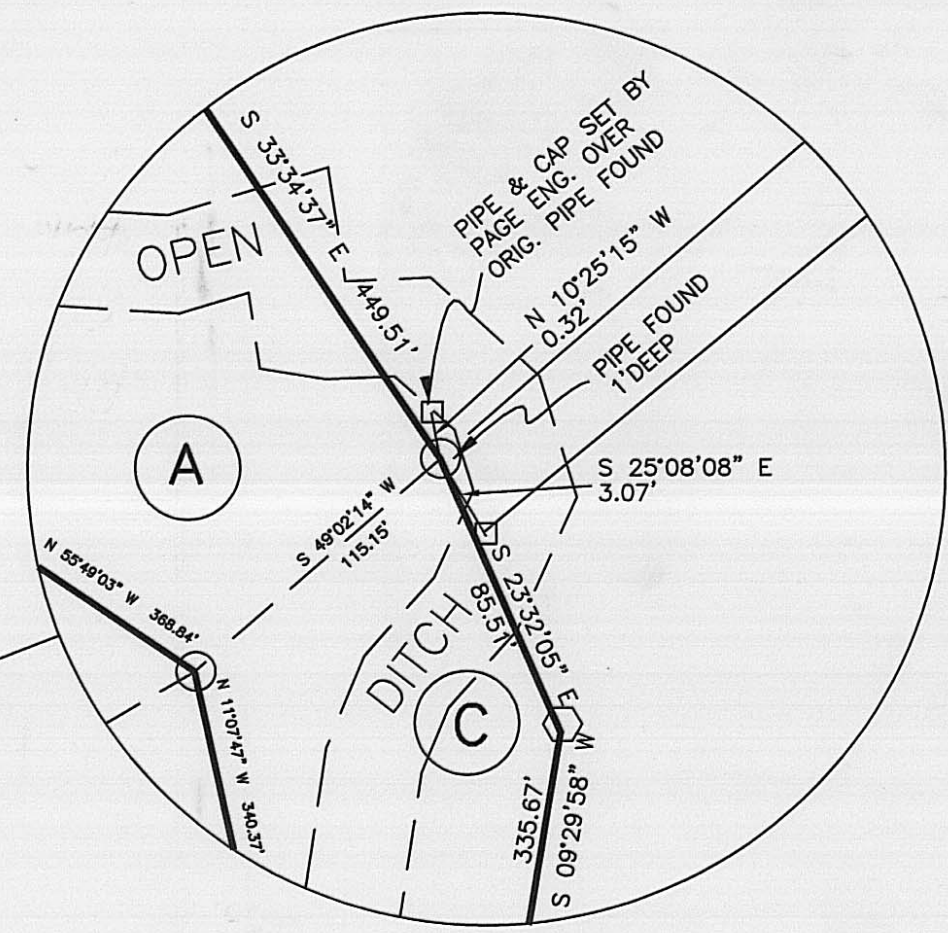 PIPE & CAP SET BY
PAGE ENG. OVER
ORIG. PIPE FOUND
S 33°34'37" E
449.51'
OPEN
N 10°25'15" W
0.32'
PIPE FOUND
1' DEEP
S 25°08'08" E
3.07'
A
S 49°02'14" W
115.15'
N 55°49'03" W 368.84'
N 11°07'47" W 340.37'
DITCH
S 23°32'05" E
85.51'
C
335.67'
S 09°29'58" W